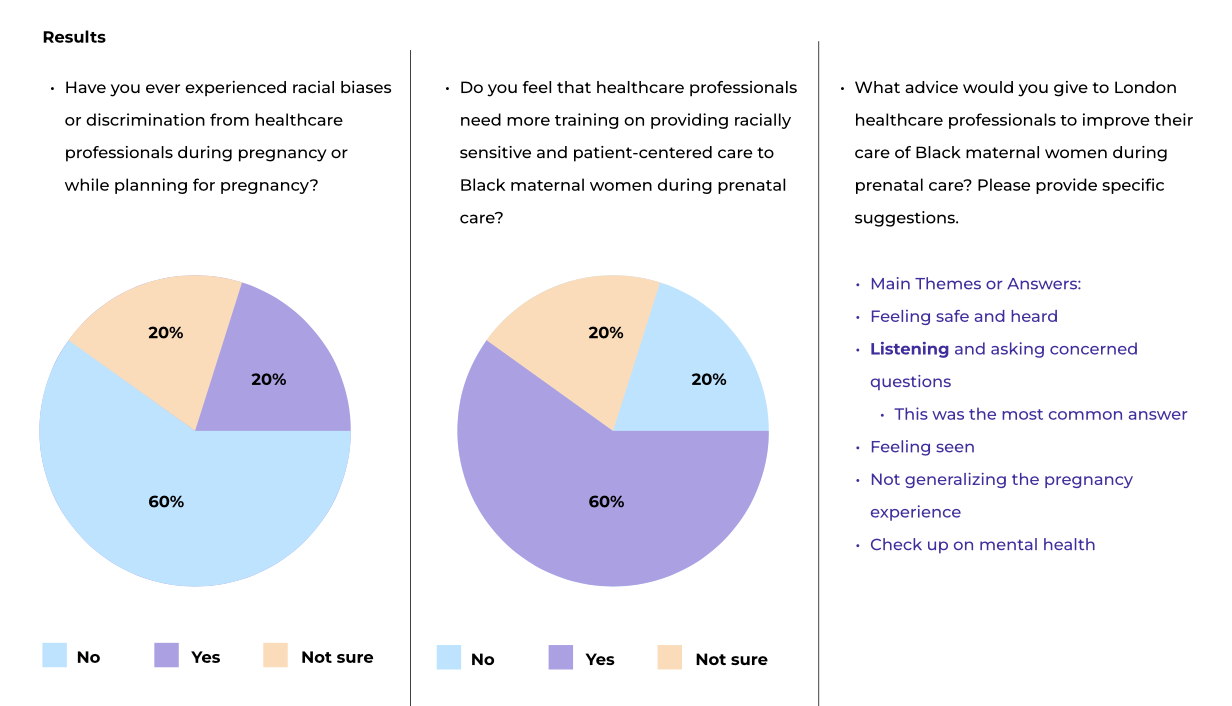 Results
• Have you ever experienced racial biases
or discrimination from healthcare
professionals during pregnancy or
while planning for pregnancy?
20%
20%
60%
No
Yes
Not sure
• Do you feel that healthcare professionals
need more training on providing racially
sensitive and patient-centered care to
Black maternal women during prenatal
care?
20%
20%
60%
No
Yes
Not sure
• What advice would you give to London
healthcare professionals to improve their
care of Black maternal women during
prenatal care? Please provide specific
suggestions.
• Main Themes or Answers:
• Feeling safe and heard
• Listening and asking concerned
questions
• This was the most common answer
• Feeling seen
• Not generalizing the pregnancy
experience
• Check up on mental health